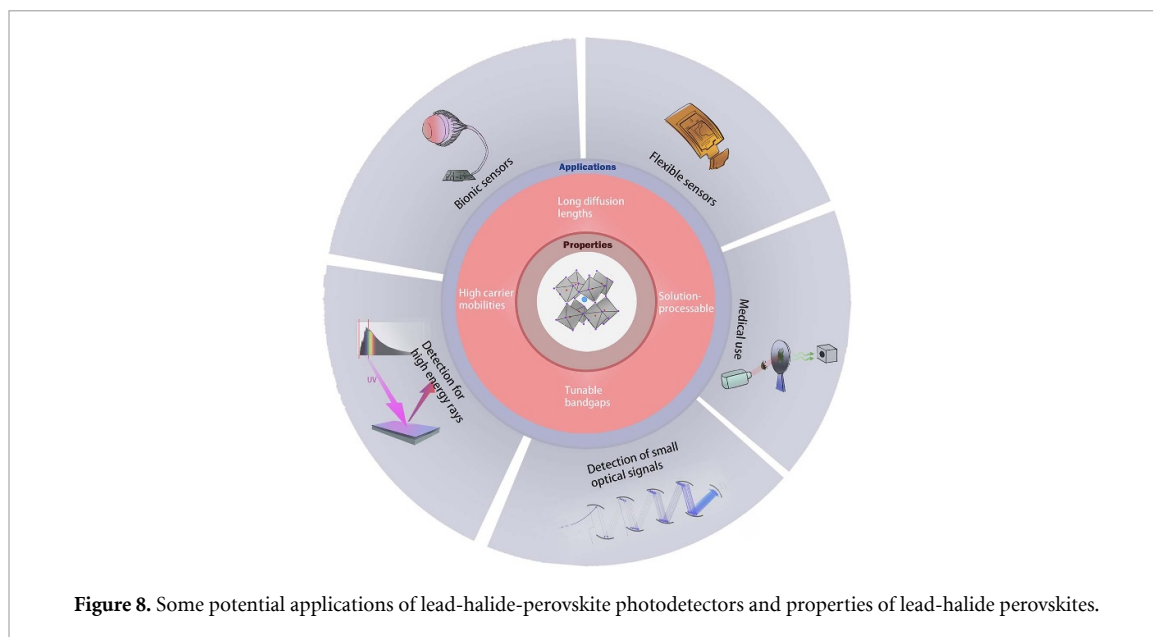 Bionic sensors
Flexible sensors
Applications
Long diffusion
lengths
Properties
High carrier
mobilities
Solution-
processable
Medical use
Detection for
high energy rays
UV
Tunable
bandgaps
Detection of small
optical signals
Figure 8. Some potential applications of lead-halide-perovskite photodetectors and properties of lead-halide perovskites.